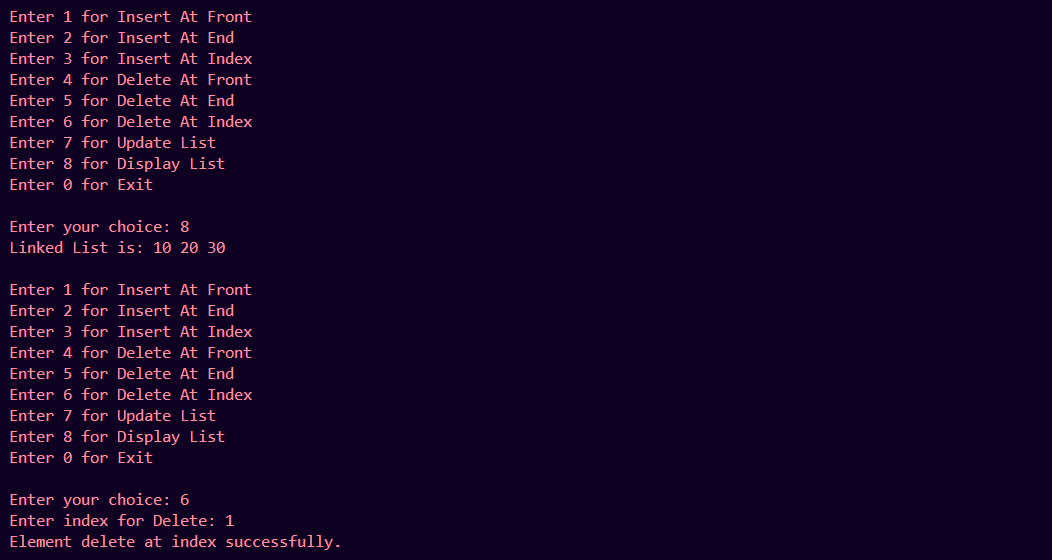 Enter 1 for Insert At Front
Enter 2 for Insert At End
Enter 3 for Insert At Index
Enter 4 for Delete At Front
Enter 5 for Delete At End
Enter 6 for Delete At Index
Enter 7 for Update List
Enter 8 for Display List
Enter 0 for Exit
Enter your choice: 8
Linked List is: 10 20 30
Enter 1 for Insert At Front
Enter 2 for Insert At End
Enter 3 for Insert At Index
Enter 4 for Delete At Front
Enter 5 for Delete At End
Enter 6 for Delete At Index
Enter 7 for Update List
Enter 8 for Display List
Enter 0 for Exit
Enter your choice: 6
Enter index for Delete: 1
Element delete at index successfully.